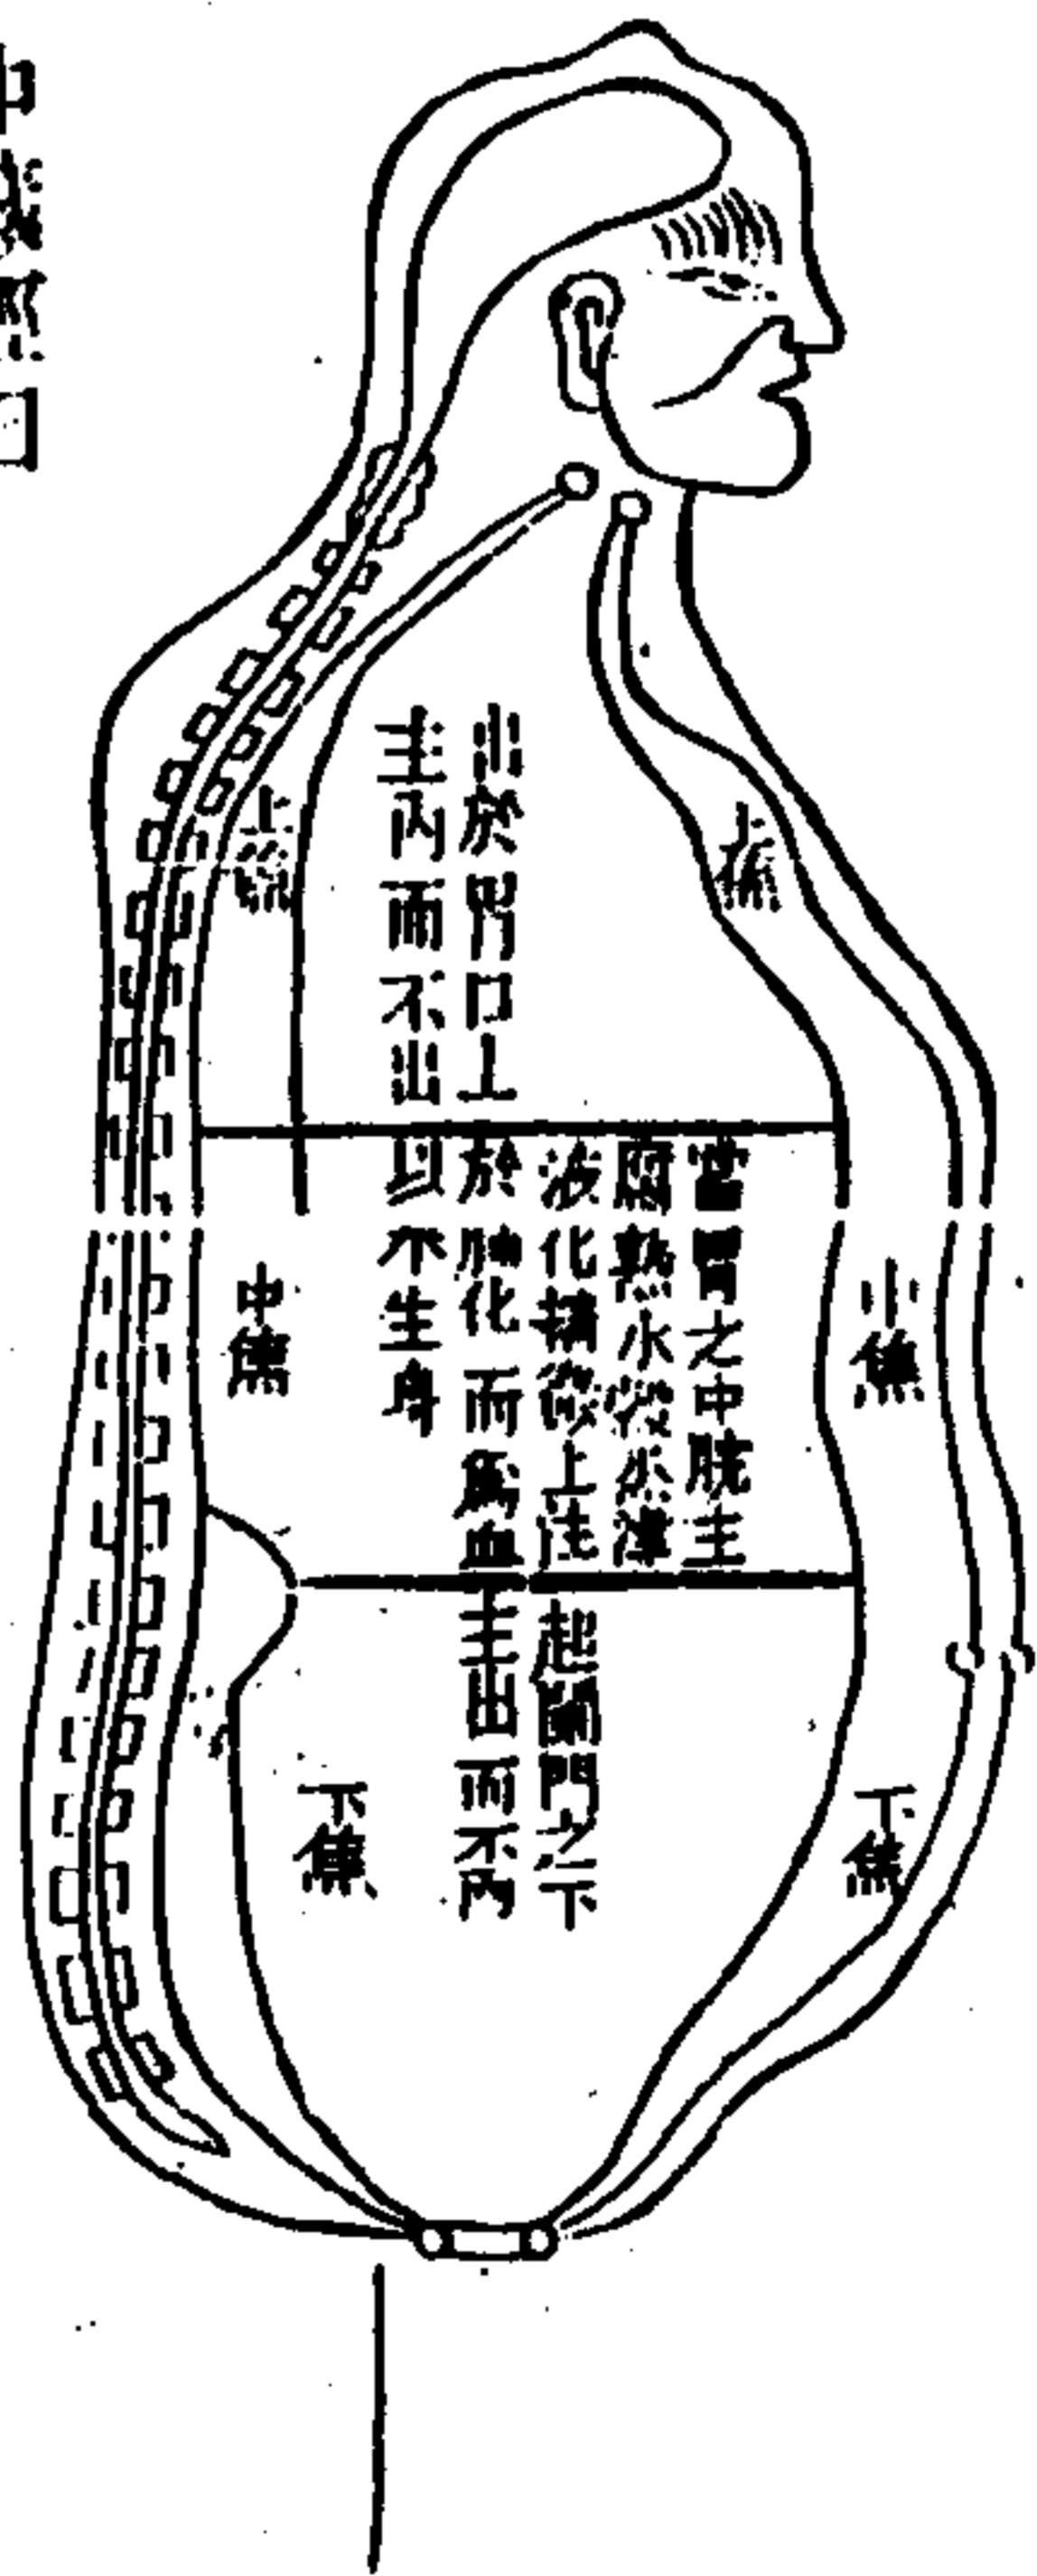 上焦
出於胃口上
主內而不出
上焦
焦
當胃之中脘主
腐熟水穀泌津
液化精微上注
於肺化而為血
以奉生身
中焦
下焦
起闌門之下
主出而不內
下焦